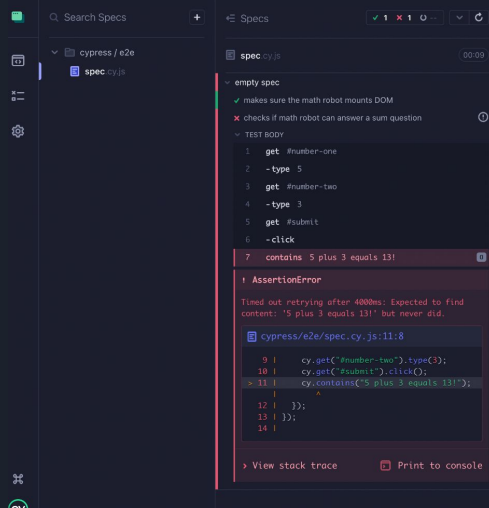 Search Specs
+
cypress / e2e
spec.cy.js
Specs
1
1
--
spec.cy.js
00:09
empty spec
makes sure the math robot mounts DOM
checks if math robot can answer a sum question
TEST BODY
1 get #number-one
2 -type 5
3 get #number-two
4 -type 3
5 get #submit
6 -click
7 contains 5 plus 3 equals 13! 0
! AssertionError
Timed out retrying after 4000ms: Expected to find
content: '5 plus 3 equals 13!' but never did.
cypress/e2e/spec.cy.js:11:8
9 | cy.get("#number-two").type(3);
10 | cy.get("#submit").click();
> 11 | cy.contains("5 plus 3 equals 13!");
| ^
12 | });
13 | });
14 |
> View stack trace
Print to console
cy